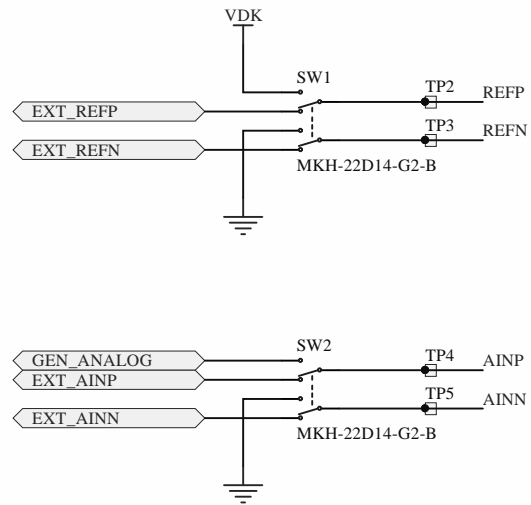 VDK
SW1
TP2
REFP
EXT_REFP
TP3
REFN
EXT_REFN
MKH-22D14-G2-B
SW2
GEN_ANALOG
TP4
AINP
EXT_AINP
TP5
AINN
EXT_AINN
MKH-22D14-G2-B